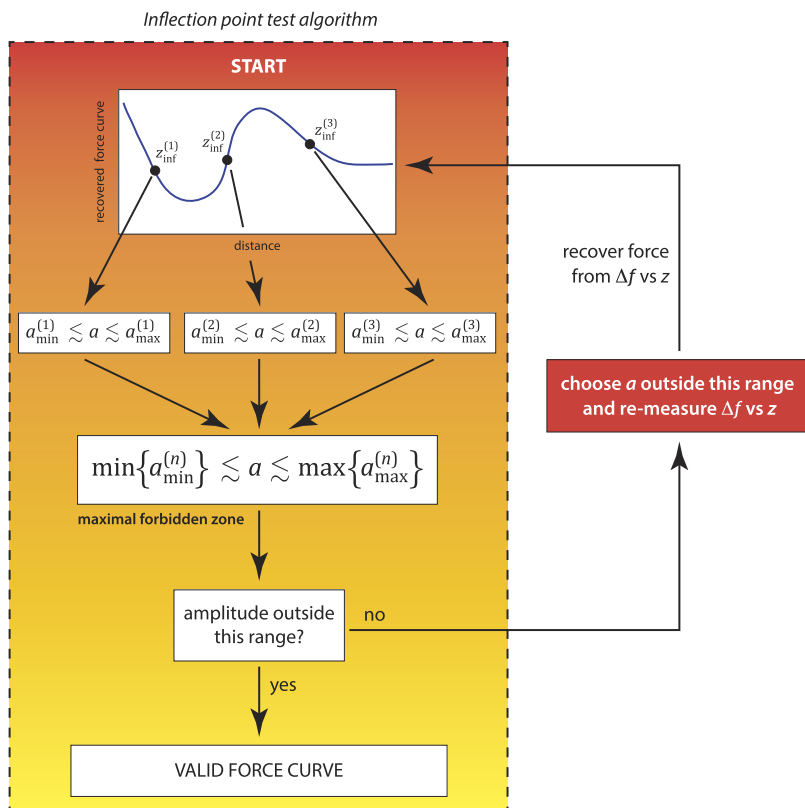 Inflection point test algorithm
START
recovered force curve
z_inf^(1)
z_inf^(2)
z_inf^(3)
distance
a_min^(1) ≲ a ≲ a_max^(1)
a_min^(2) ≲ a ≲ a_max^(2)
a_min^(3) ≲ a ≲ a_max^(3)
min{a_min^(n)} ≲ a ≲ max{a_max^(n)}
maximal forbidden zone
amplitude outside
this range?
no
yes
VALID FORCE CURVE
recover force
from Δf vs z
choose a outside this range
and re-measure Δf vs z